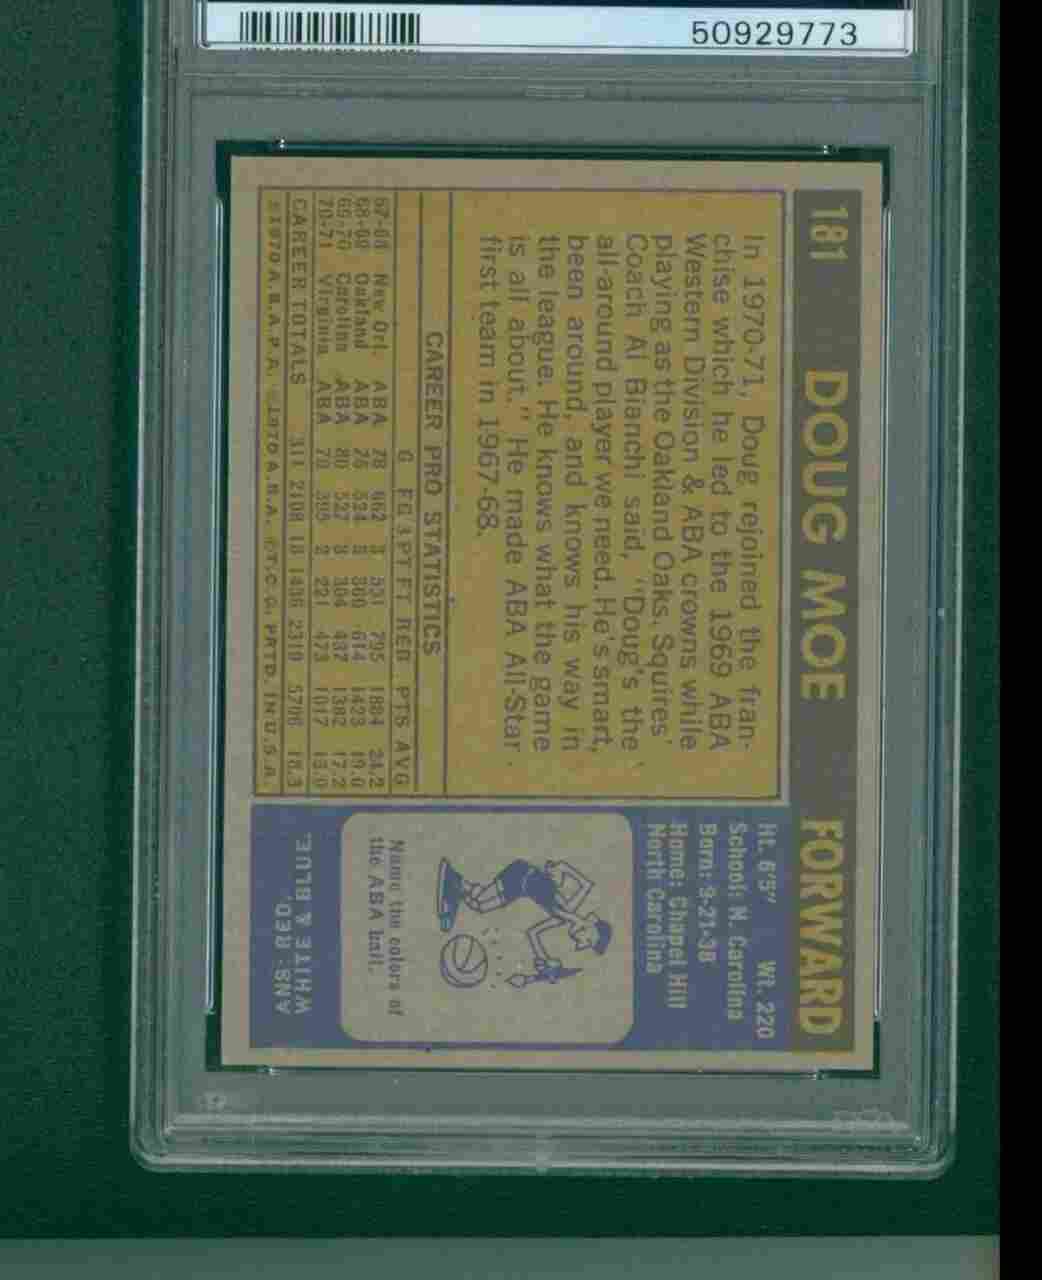 50929773
181 DOUG MOE FORWARD
In 1970-71, Doug rejoined the fran-
chise which he led to the 1969 ABA
Western Division & ABA crowns while
playing as the Oakland Oaks. Squires'
Coach Al Bianchi said, "Doug's the
all-around player we need. He's smart,
been around, and knows his way in
the league. He knows what the game
is all about." He made ABA All-Star
first team in 1967-68.
CAREER PRO STATISTICS
G FG 3PT FT REB PTS AVG
67-68 New Orl. ABA 78 662 3 551 795 1884 24.2
68-69 Oakland ABA 75 524 5 360 614 1423 19.0
69-70 Carolina ABA 80 527 8 304 437 1382 17.2
70-71 Virginia ABA 78 395 2 221 473 1017 13.0
CAREER TOTALS 311 2108 18 1436 2319 5706 18.3
©1970 A.B.A.P.A. ©1970 A.B.A. ©T.C.G. PRTD. IN U.S.A.
Ht. 6'5" Wt. 220
School: N. Carolina
Born: 9-21-38
Home: Chapel Hill
North Carolina
Name the colors of
the ABA ball.
ANS: RED,
WHITE & BLUE.